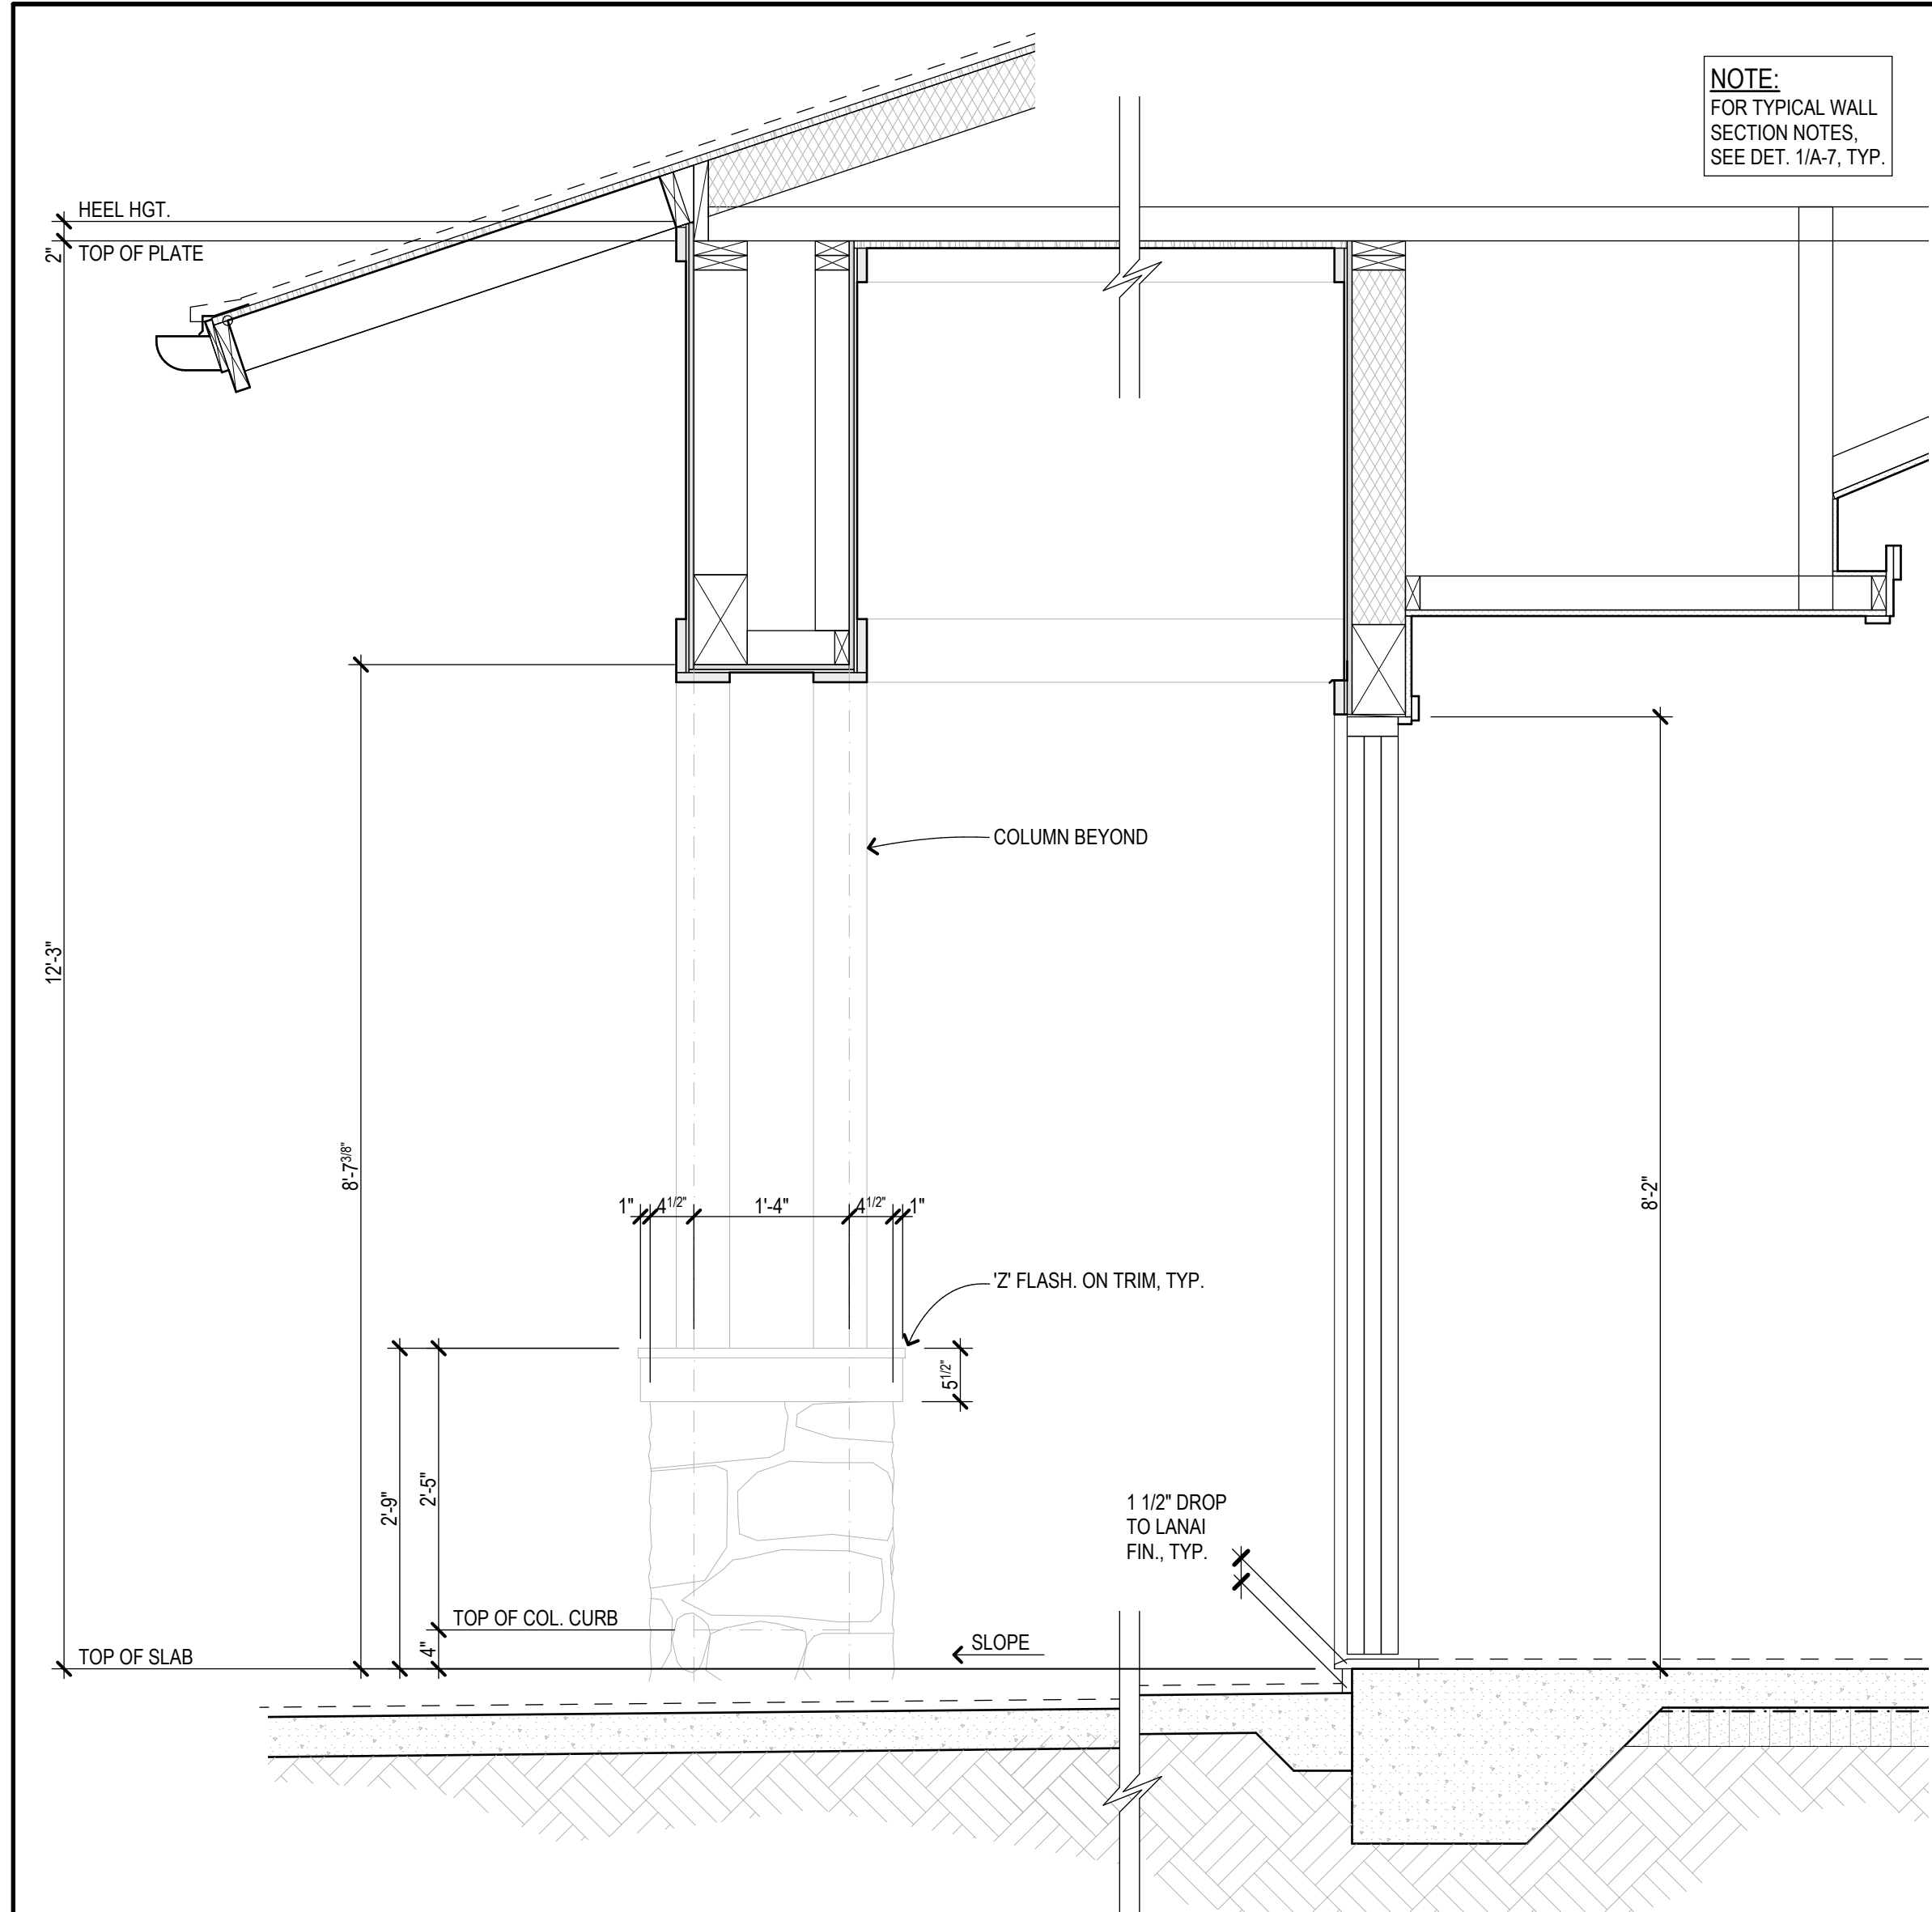 NOTE:
FOR TYPICAL WALL
SECTION NOTES,
SEE DET. 1/A-7, TYP.
HEEL HGT.
2"
TOP OF PLATE
COLUMN BEYOND
12'-3"
8'-7 3/8"
8'-2"
1" 4 1/2" 1'-4" 4 1/2" 1"
'Z' FLASH. ON TRIM, TYP.
5 1/2"
2'-9"
2'-5"
1 1/2" DROP
TO LANAI
FIN., TYP.
TOP OF COL. CURB
4"
SLOPE
TOP OF SLAB